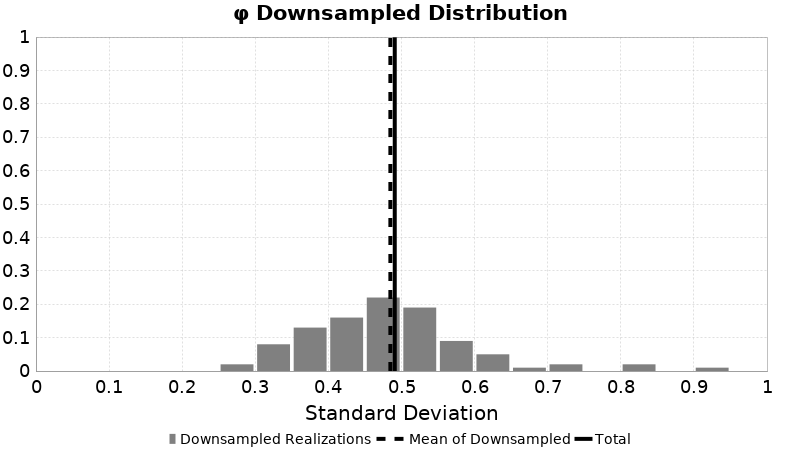 φ Downsampled Distribution
1
0.9
0.8
0.7
0.6
0.5
0.4
0.3
0.2
0.1
0
0 0.1 0.2 0.3 0.4 0.5 0.6 0.7 0.8 0.9 1
Standard Deviation
Downsampled Realizations Mean of Downsampled Total